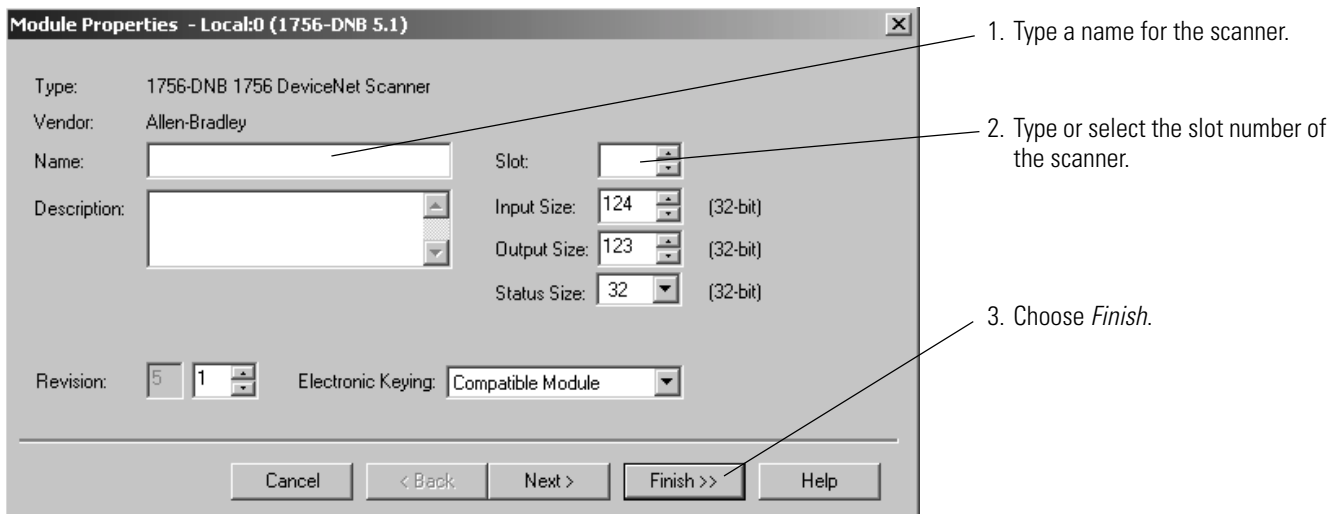 Module Properties - Local:0 (1756-DNB 5.1)
1. Type a name for the scanner.
Type: 1756-DNB 1756 DeviceNet Scanner
Vendor: Allen-Bradley
2. Type or select the slot number of
the scanner.
Name: Slot:
Description: Input Size: 124 (32-bit)
Output Size: 123 (32-bit)
Status Size: 32 (32-bit)
3. Choose Finish.
Revision: 5 1 Electronic Keying: Compatible Module
Cancel < Back Next > Finish >> Help